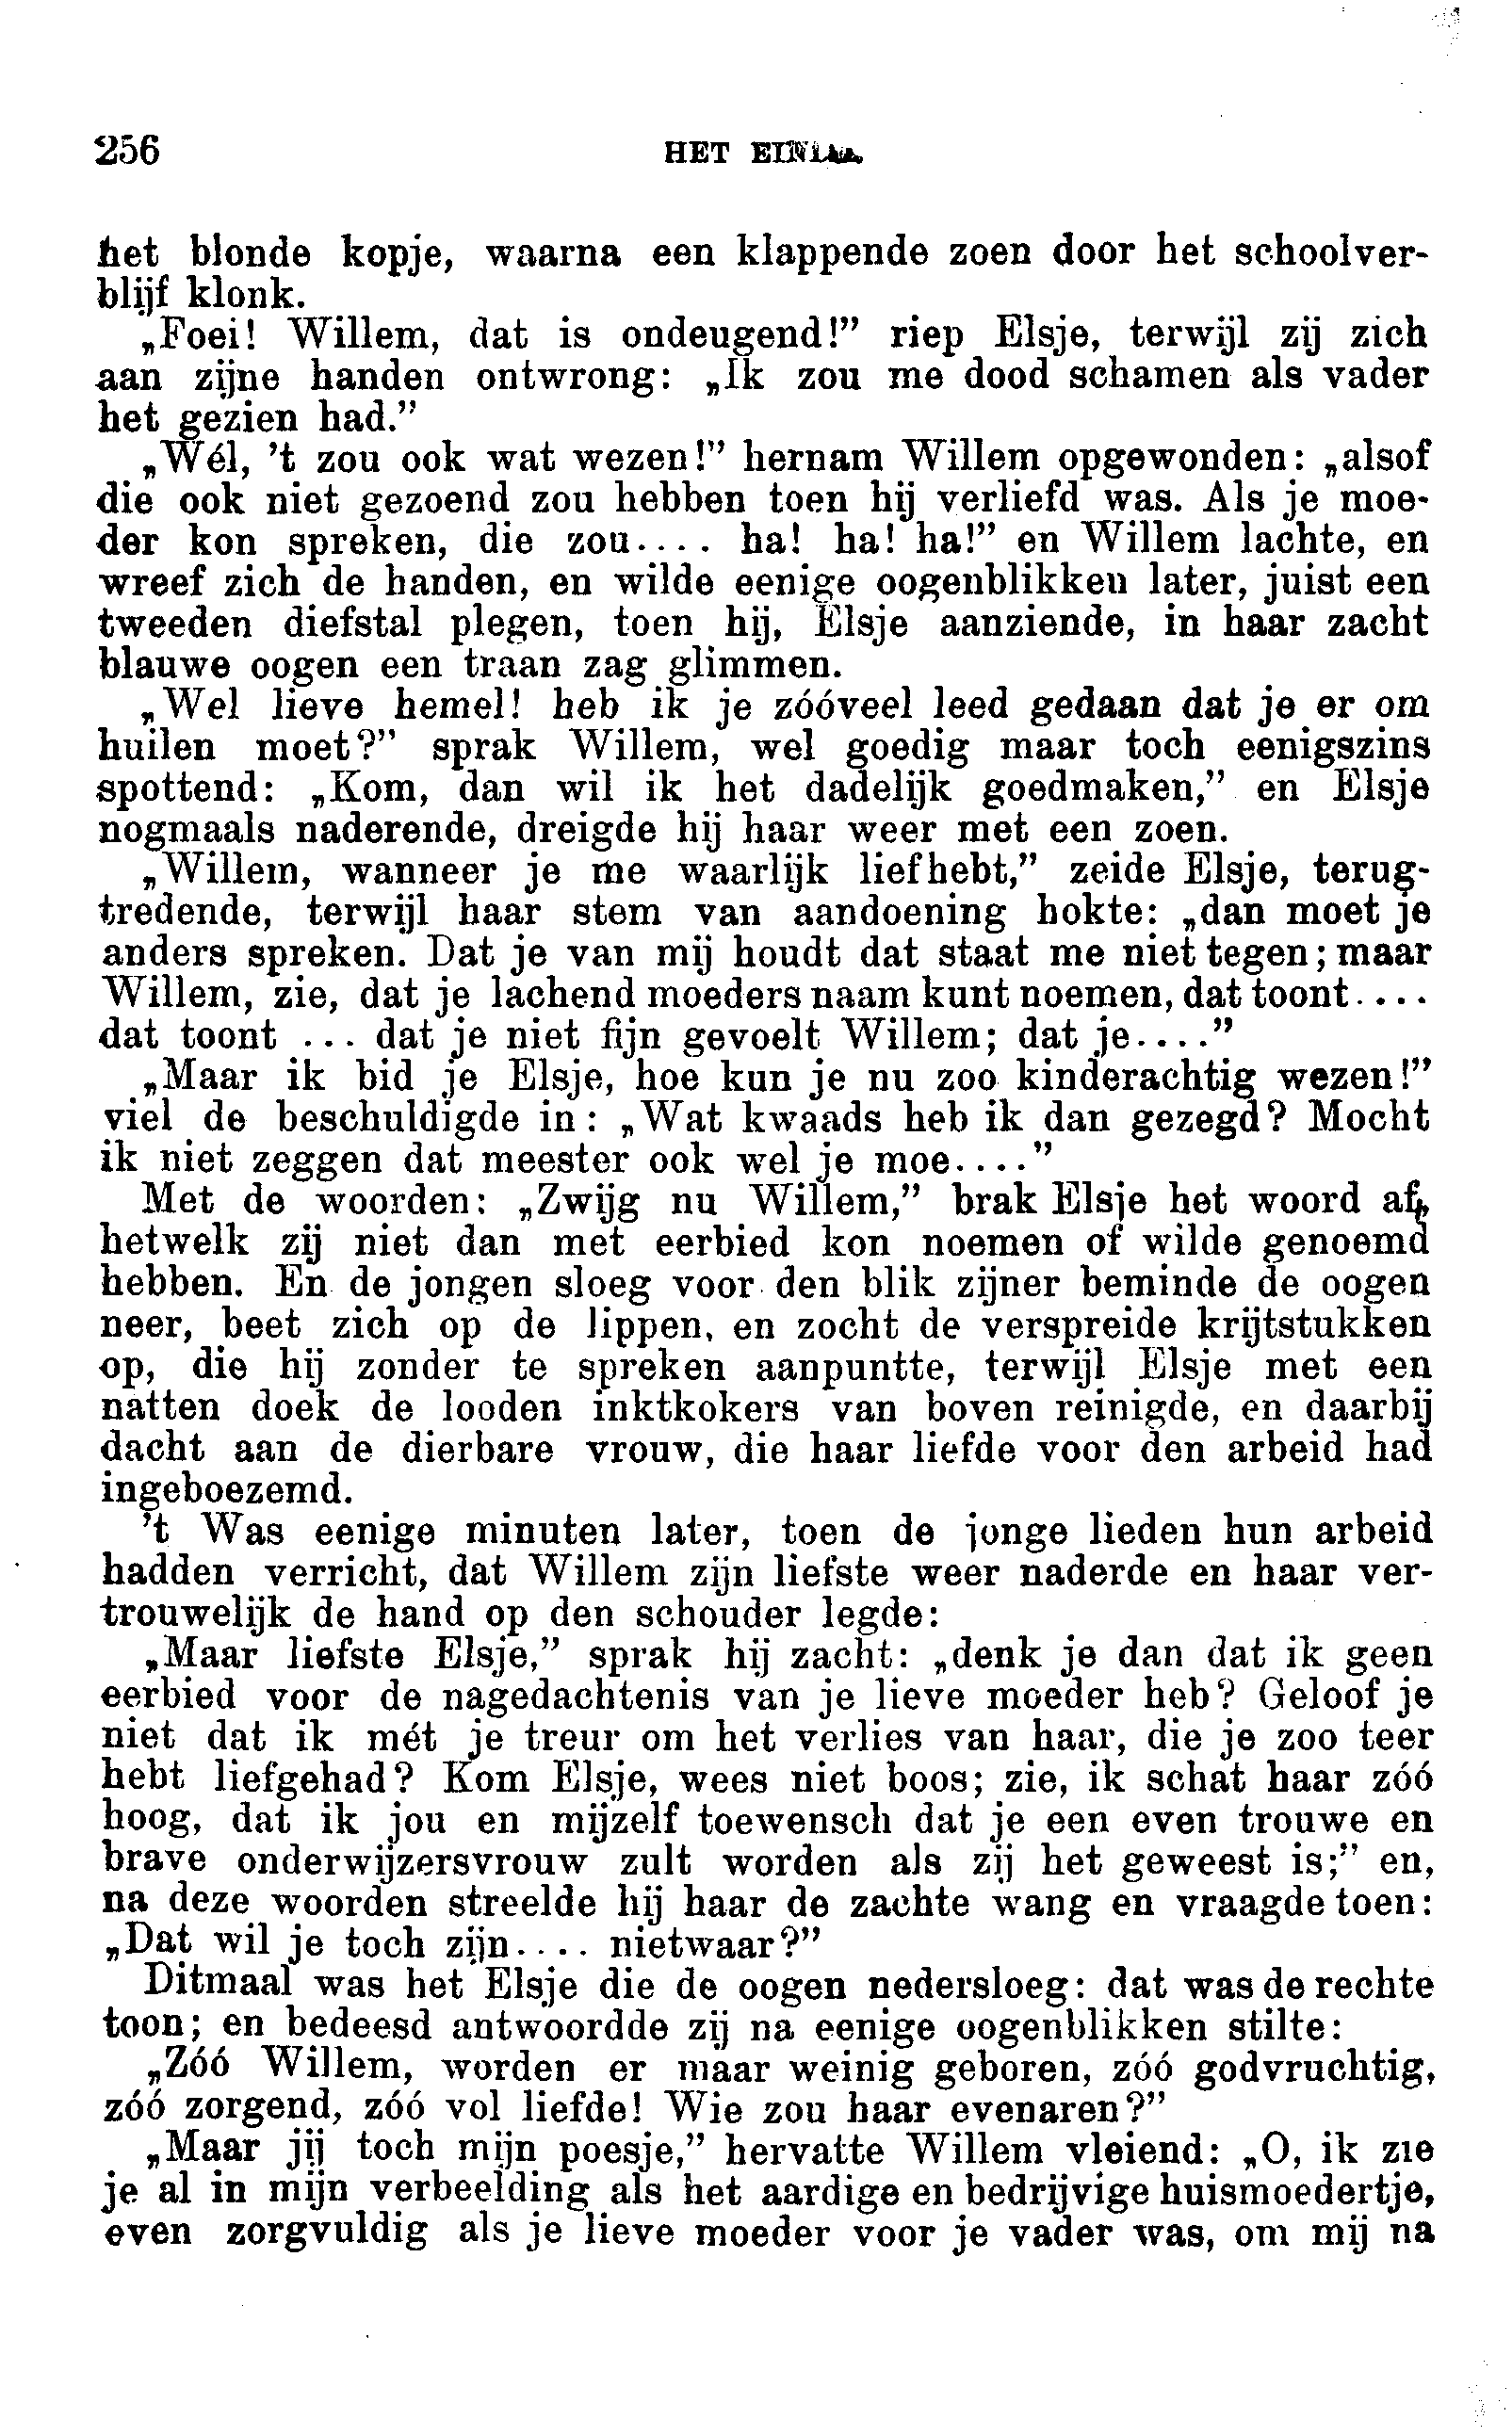 256 HET
het blonde kopje, waarna een klappende zoen door het schoolver-
blijf klonk.
„Foei! Willem, dat is ondeugend!” riep Elsje, terwijl zij zich
aan zijne handen ontwrong: „Ik zou me dood schamen als vader
het gezien had.”
„Wél, ’t zou ook wat wezen!” hernam Willem opgewonden: „alsof
die ook niet gezoend zou hebben toen hij verliefd was. Als je moe-
der kon spreken, die zou.... ha! ha! ha!” en Willem lachte, en
wreef zich de handen, en wilde eenige oogenblikken later, juist een
tweeden diefstal plegen, toen hij, Elsje aanziende, in haar zacht
blauwe oogen een traan zag glimmen.
„Wel lieve hemel! heb ik je zóóveel leed gedaan dat je er om
huilen moet?” sprak Willem, wel goedig maar toch eenigszins
spottend: „Kom, dan wil ik het dadelijk goedmaken,” en Elsje
nogmaals naderende, dreigde hij haar weer met een zoen.
„Willem, wanneer je me waarlijk liefhebt,” zeide Elsje, terug-
tredende, terwijl haar stem van aandoening hokte: „dan moet je
anders spreken. Dat je van mij houdt dat staat me niet tegen; maar
Willem, zie, dat je lachend moeders naam kunt noemen, dat toont....
dat toont ... dat je niet fijn gevoelt Willem; dat je....”
„Maar ik bid je Elsje, hoe kun je nu zoo kinderachtig wezen!”
viel de beschuldigde in: „Wat kwaads heb ik dan gezegd? Mocht
ik niet zeggen dat meester ook wel je moe....”
Met de woorden: „Zwijg nu Willem,” brak Elsje het woord af,
hetwelk zij niet dan met eerbied kon noemen of wilde genoemd
hebben. En de jongen sloeg voor den blik zijner beminde de oogen
neer, beet zich op de lippen, en zocht de verspreide krijtstukken
op, die hij zonder te spreken aanpuntte, terwijl Elsje met een
natten doek de looden inktkokers van boven reinigde, en daarbij
dacht aan de dierbare vrouw, die haar liefde voor den arbeid had
ingeboezemd.
’t Was eenige minuten later, toen de jonge lieden hun arbeid
hadden verricht, dat Willem zijn liefste weer naderde en haar ver-
trouwelijk de hand op den schouder legde:
„Maar liefste Elsje,” sprak hij zacht: „denk je dan dat ik geen
eerbied voor de nagedachtenis van je lieve moeder heb? Geloof je
niet dat ik mét je treur om het verlies van haar, die je zoo teer
hebt liefgehad? Kom Elsje, wees niet boos; zie, ik schat haar zóó
hoog, dat ik jou en mijzelf toewensch dat je een even trouwe en
brave onderwijzersvrouw zult worden als zij het geweest is;” en,
na deze woorden streelde hij haar de zachte wang en vraagde toen:
„Dat wil je toch zijn.... nietwaar?”
Ditmaal was het Elsje die de oogen nedersloeg: dat was de rechte
toon; en bedeesd antwoordde zij na eenige oogenblikken stilte:
„Zóó Willem, worden er maar weinig geboren, zóó godvruchtig,
zóó zorgend, zóó vol liefde! Wie zou haar evenaren?”
„Maar jij toch mijn poesje,” hervatte Willem vleiend: „O, ik zie
je al in mijn verbeelding als het aardige en bedrijvige huismoedertje,
even zorgvuldig als je lieve moeder voor je vader was, om mij na